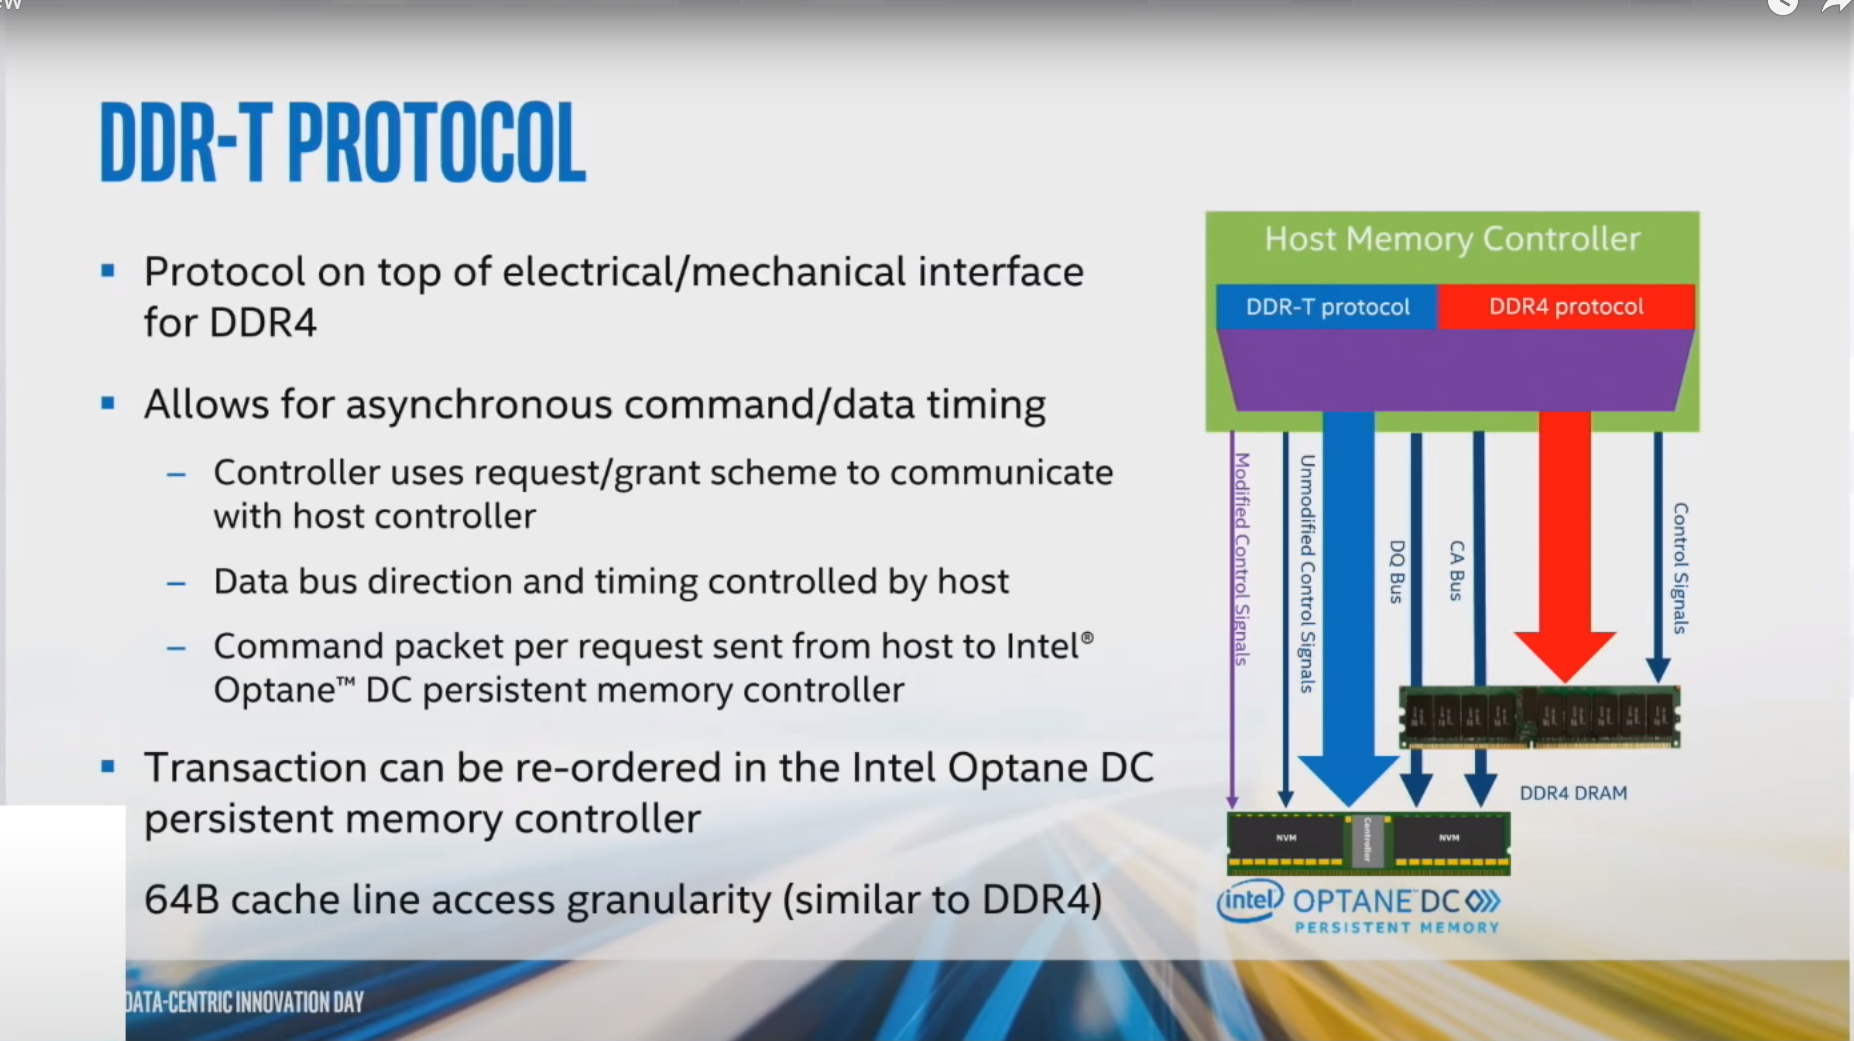 DDR-T PROTOCOL
Protocol on top of electrical/mechanical interface
for DDR4
Allows for asynchronous command/data timing
– Controller uses request/grant scheme to communicate
with host controller
– Data bus direction and timing controlled by host
– Command packet per request sent from host to Intel®
Optane™ DC persistent memory controller
Transaction can be re-ordered in the Intel Optane DC
persistent memory controller
64B cache line access granularity (similar to DDR4)
Host Memory Controller
DDR-T protocol
DDR4 protocol
Modified Control Signals
Unmodified Control Signals
DQ Bus
CA Bus
Control Signals
DDR4 DRAM
NVM
Controller
NVM
intel OPTANE™ DC
PERSISTENT MEMORY
DATA-CENTRIC INNOVATION DAY